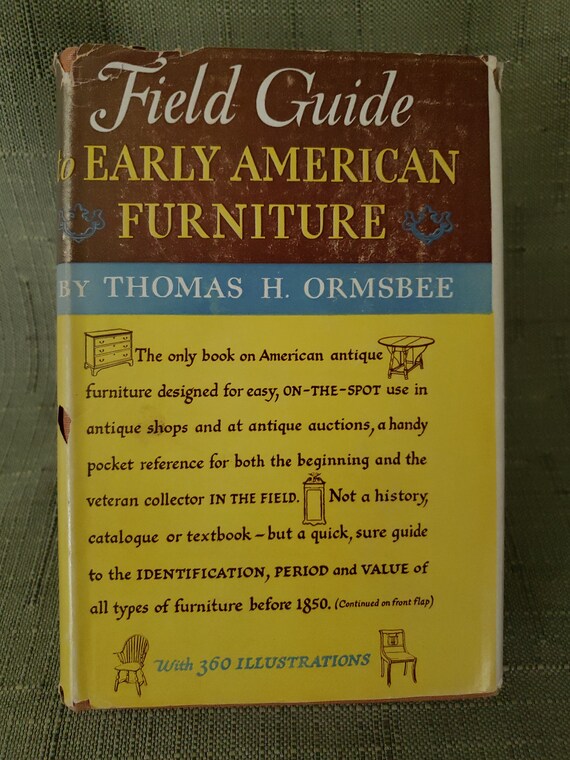 Field Guide
to EARLY AMERICAN
FURNITURE
BY THOMAS H. ORMSBEE
The only book on American antique
furniture designed for easy, ON-THE-SPOT use in
antique shops and at antique auctions, a handy
pocket reference for both the beginning and the
veteran collector IN THE FIELD. Not a history,
catalogue or textbook – but a quick, sure guide
to the IDENTIFICATION, PERIOD and VALUE of
all types of furniture before 1850. (Continued on front flap)
With 360 ILLUSTRATIONS